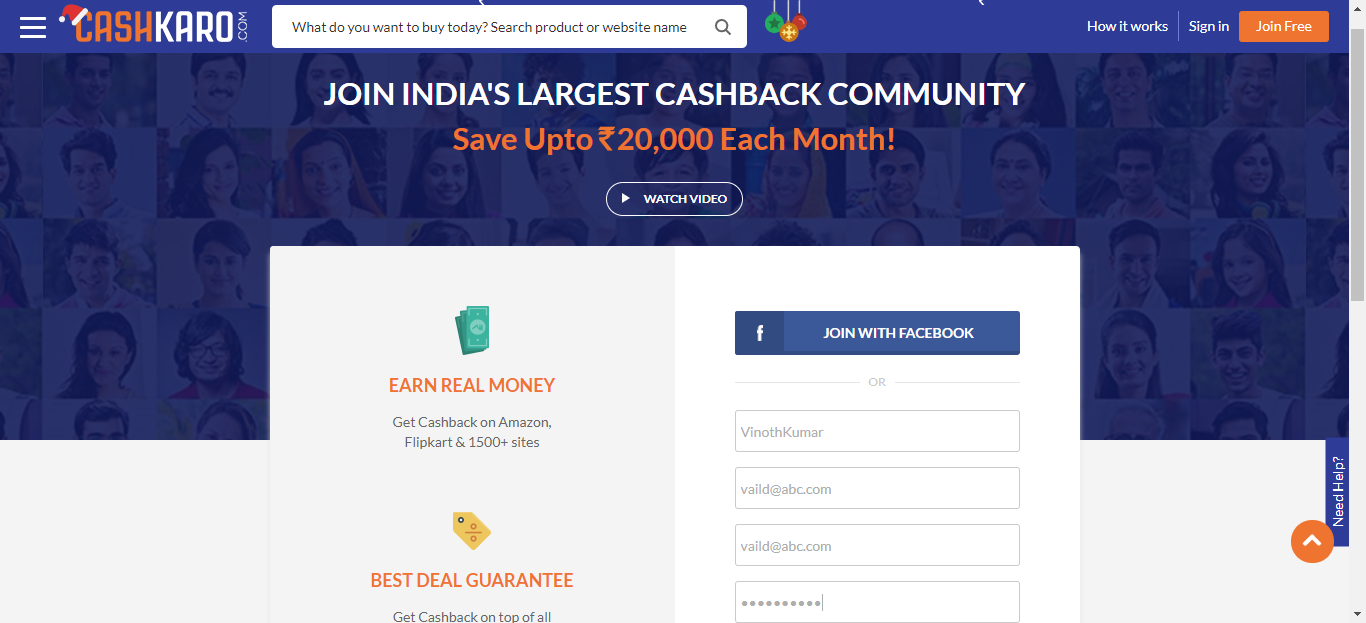 CASHKARO.COM
What do you want to buy today? Search product or website name
How it works
Sign in
Join Free
JOIN INDIA'S LARGEST CASHBACK COMMUNITY
Save Upto ₹20,000 Each Month!
WATCH VIDEO
EARN REAL MONEY
Get Cashback on Amazon,
Flipkart & 1500+ sites
BEST DEAL GUARANTEE
Get Cashback on top of all
f JOIN WITH FACEBOOK
OR
VinothKumar
vaild@abc.com
vaild@abc.com
••••••••••
Need Help?